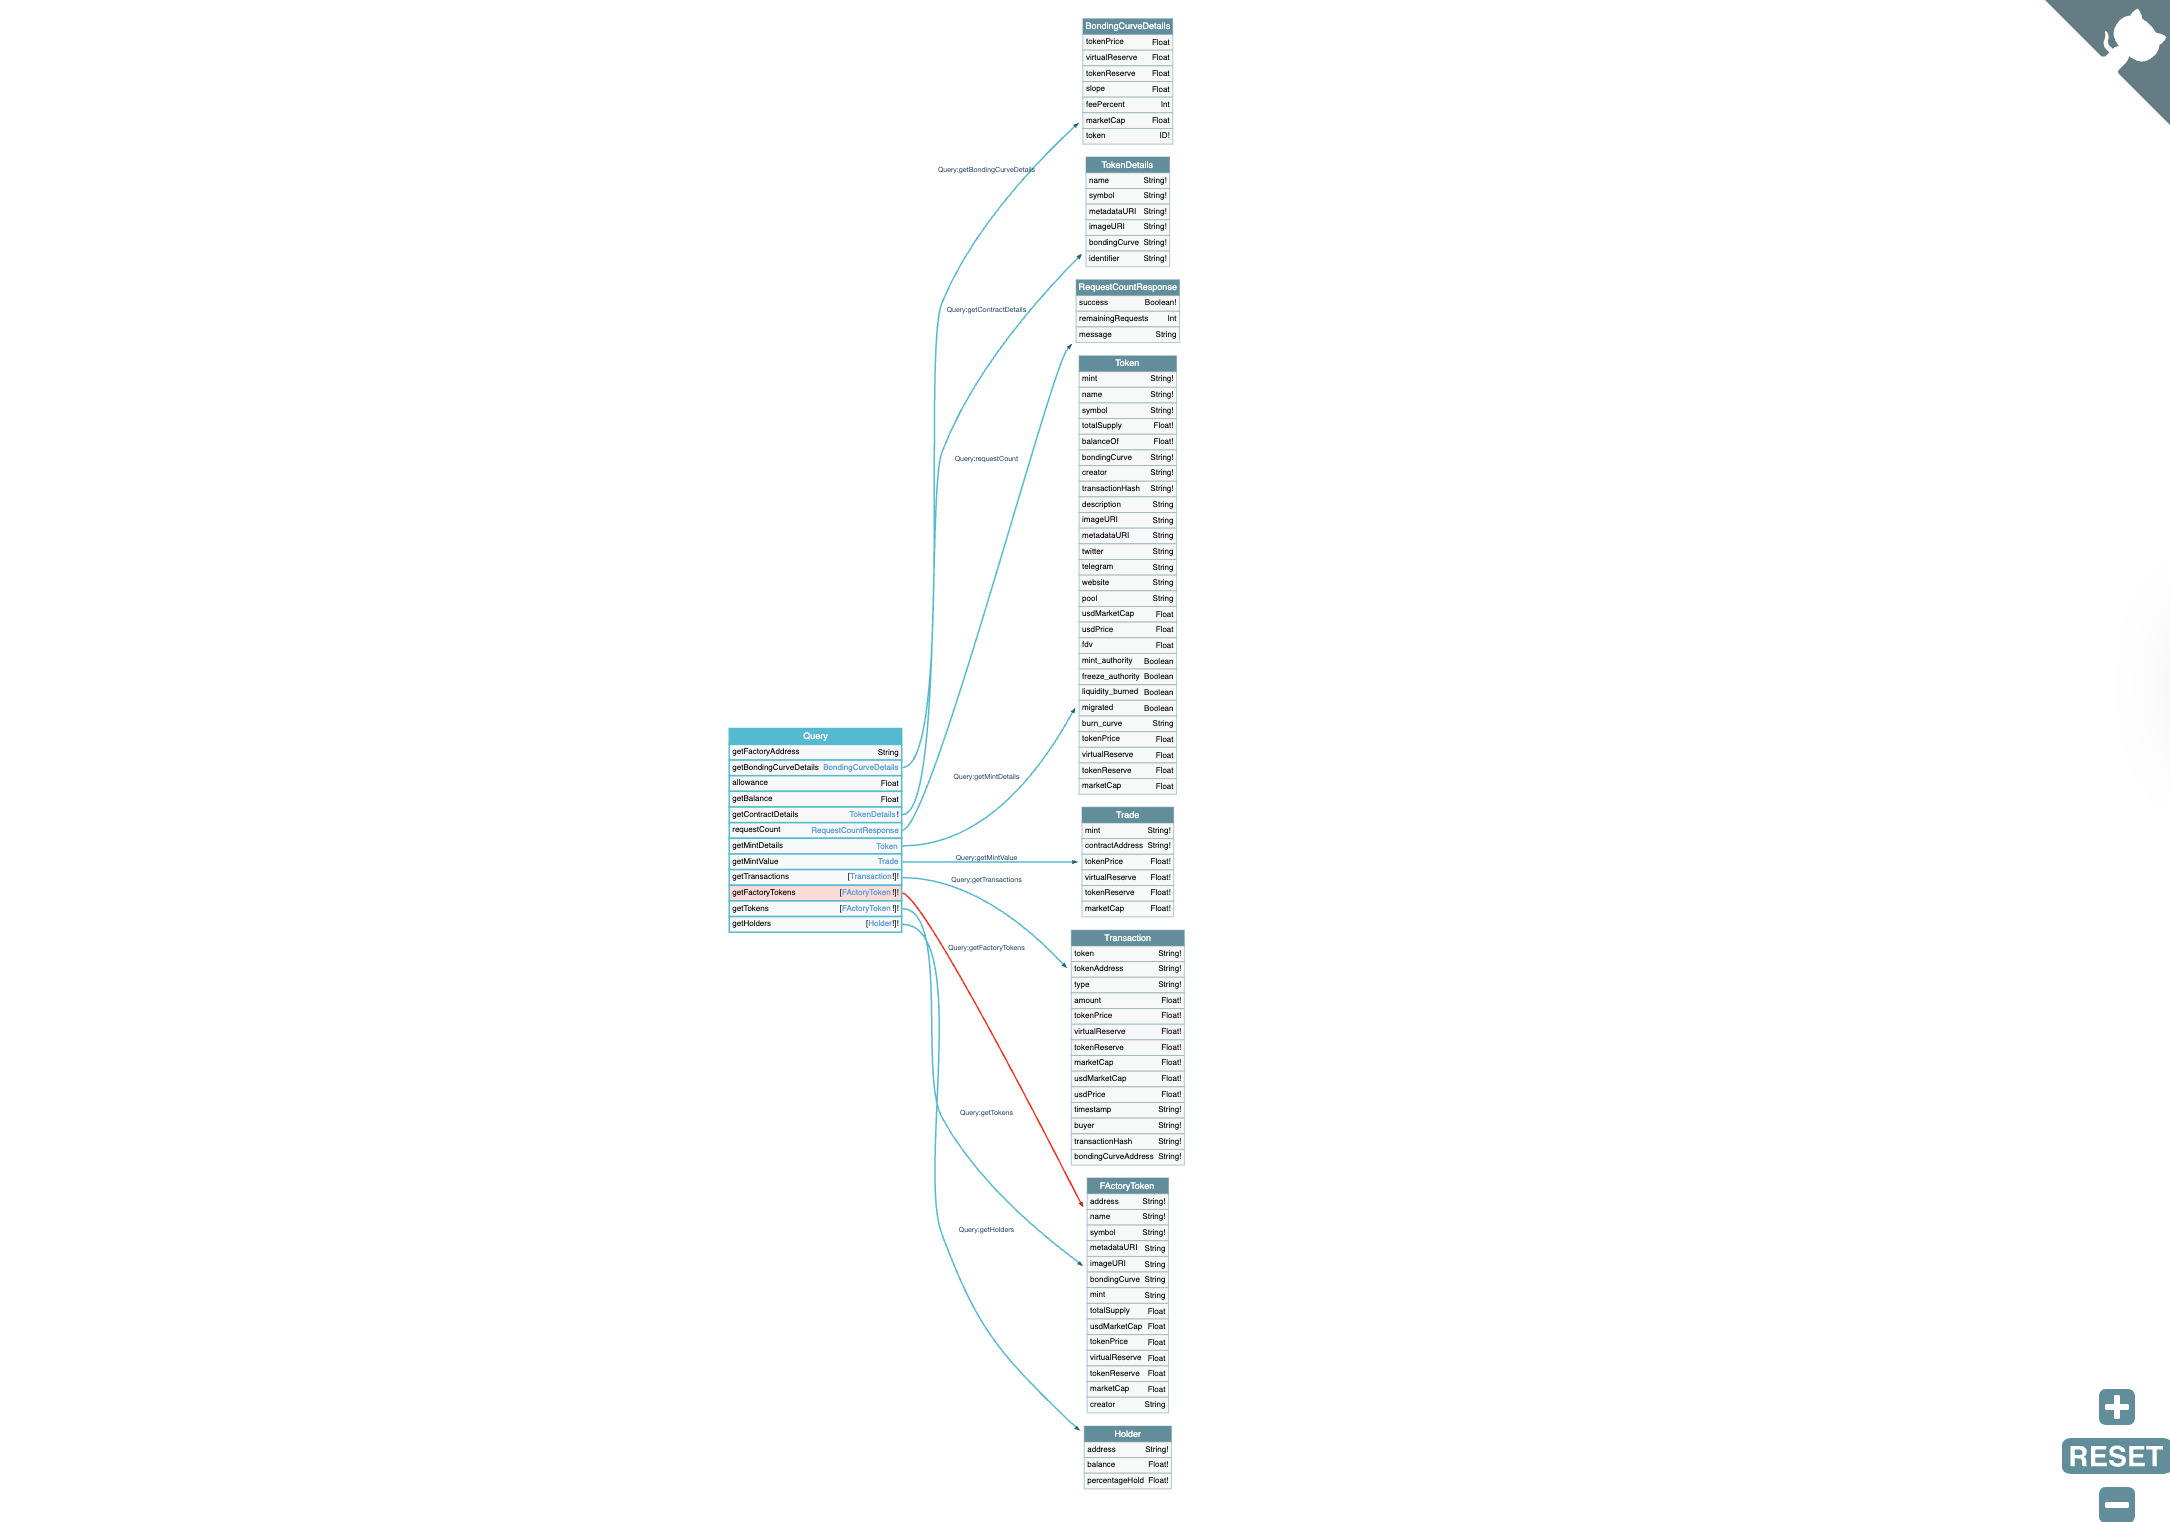 BondingCurveDetails
tokenPrice Float
virtualReserve Float
tokenReserve Float
slope Float
feePercent Int
marketCap Float
token ID!
Query:getBondingCurveDetails
TokenDetails
name String!
symbol String!
metadataURI String!
imageURI String!
bondingCurve String!
identifier String!
Query:getContractDetails
RequestCountResponse
success Boolean!
remainingRequests Int
message String
Query:requestCount
Token
mint String!
name String!
symbol String!
totalSupply Float!
balanceOf Float!
bondingCurve String!
creator String!
transactionHash String!
description String
imageURI String
metadataURI String
twitter String
telegram String
website String
pool String
usdMarketCap Float
usdPrice Float
fdv Float
mint_authority Boolean
freeze_authority Boolean
liquidity_burned Boolean
migrated Boolean
burn_curve String
tokenPrice Float
virtualReserve Float
tokenReserve Float
marketCap Float
Query
getFactoryAddress String
getBondingCurveDetails BondingCurveDetails
allowance Float
getBalance Float
getContractDetails TokenDetails!
requestCount RequestCountResponse
getMintDetails Token
getMintValue Trade
getTransactions [Transaction!]!
getFactoryTokens [FActoryToken!]!
getTokens [FActoryToken!]!
getHolders [Holder!]!
Query:getMintDetails
Query:getMintValue
Query:getTransactions
Query:getFactoryTokens
Trade
mint String!
contractAddress String!
tokenPrice Float!
virtualReserve Float!
tokenReserve Float!
marketCap Float!
Transaction
token String!
tokenAddress String!
type String!
amount Float!
tokenPrice Float!
virtualReserve Float!
tokenReserve Float!
marketCap Float!
usdMarketCap Float!
usdPrice Float!
timestamp String!
buyer String!
transactionHash String!
bondingCurveAddress String!
Query:getTokens
FActoryToken
address String!
name String!
symbol String!
metadataURI String
imageURI String
bondingCurve String
mint String
totalSupply Float
usdMarketCap Float
tokenPrice Float
virtualReserve Float
tokenReserve Float
marketCap Float
creator String
Query:getHolders
Holder
address String!
balance Float!
percentageHold Float!
RESET